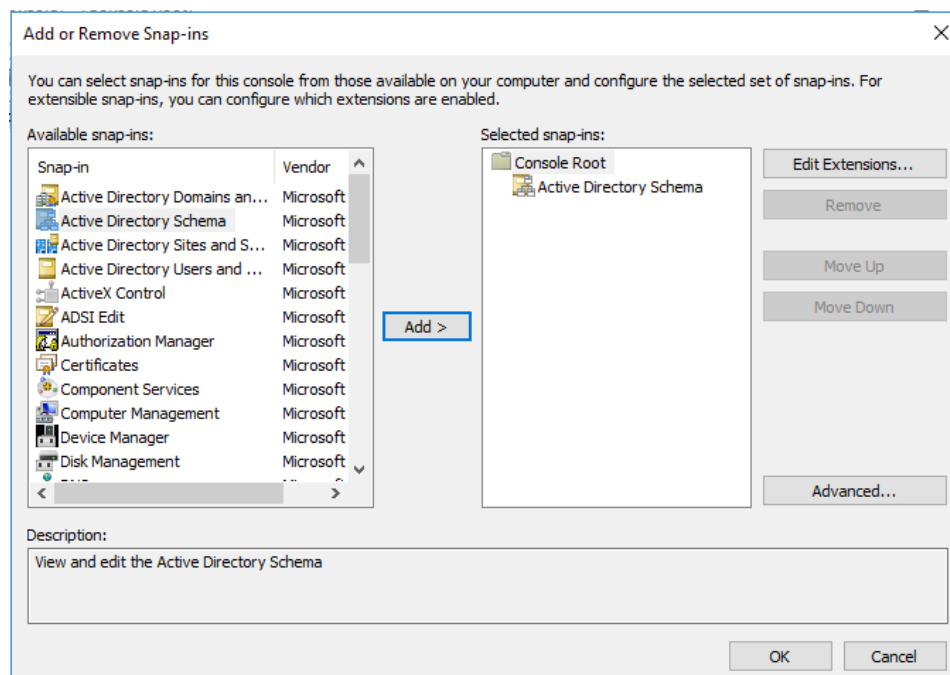 Add or Remove Snap-ins
You can select snap-ins for this console from those available on your computer and configure the selected set of snap-ins. For
extensible snap-ins, you can configure which extensions are enabled.
Available snap-ins:
Snap-in Vendor
Active Directory Domains an... Microsoft
Active Directory Schema Microsoft
Active Directory Sites and S... Microsoft
Active Directory Users and ... Microsoft
ActiveX Control Microsoft
ADSI Edit Microsoft
Authorization Manager Microsoft
Certificates Microsoft
Component Services Microsoft
Computer Management Microsoft
Device Manager Microsoft
Disk Management Microsoft
Add >
Selected snap-ins:
Console Root
Active Directory Schema
Edit Extensions...
Remove
Move Up
Move Down
Advanced...
Description:
View and edit the Active Directory Schema
OK
Cancel